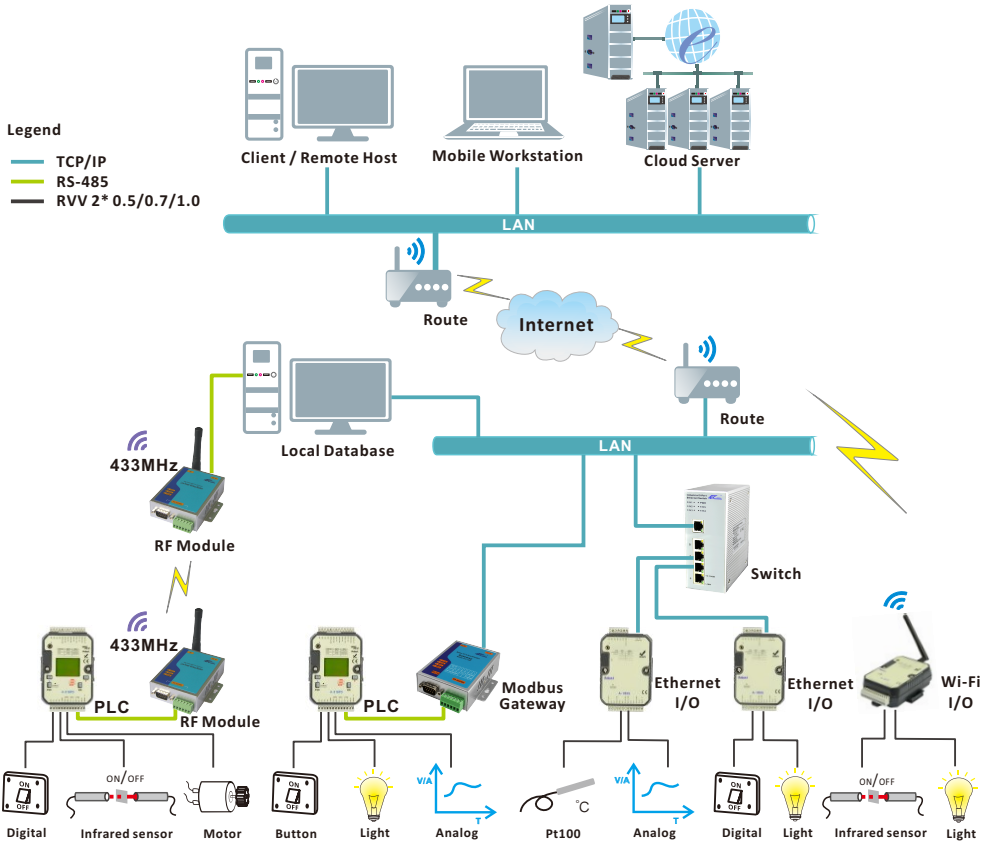 Legend
TCP/IP
RS-485
RVV 2* 0.5/0.7/1.0
Client / Remote Host
Mobile Workstation
Cloud Server
LAN
Route
Internet
Route
Local Database
LAN
433MHz
RF Module
Switch
433MHz
PLC
RF Module
PLC
Modbus
Gateway
Ethernet
I/O
Ethernet
I/O
Wi-Fi
I/O
ON
OFF
Digital
ON/OFF
Infrared sensor
Motor
ON
OFF
Button
Light
V/A
T
Analog
°C
Pt100
V/A
T
Analog
ON
OFF
Digital
Light
ON/OFF
Infrared sensor
Light